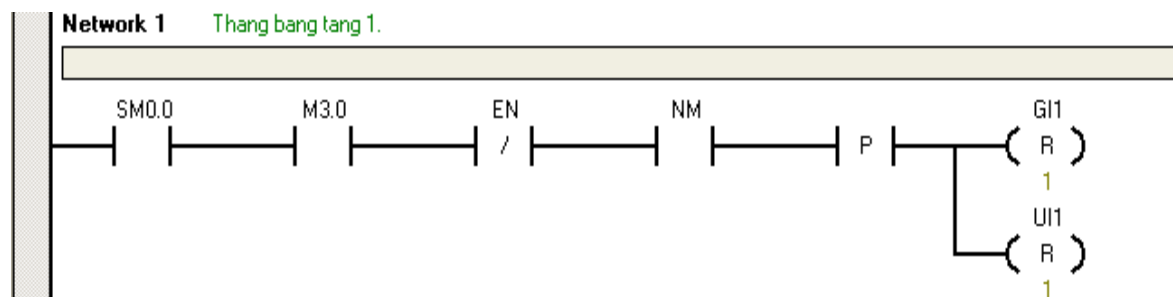 Network 1 Thang bang tang 1.
SM0.0 M3.0 EN NM GI1
/ P R
1
UI1
R
1